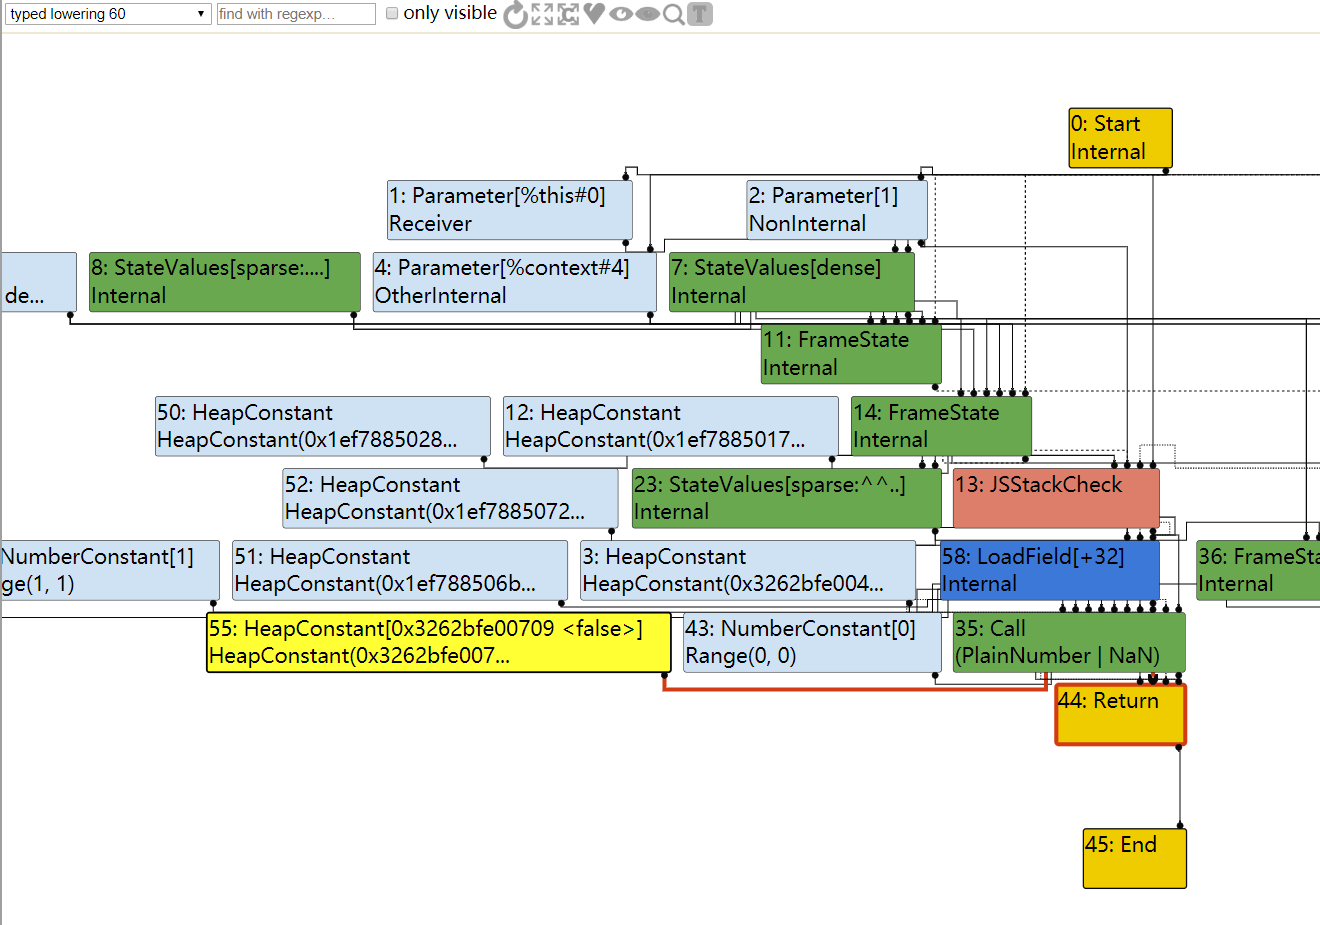 typed lowering 60
find with regexp…
only visible
T
0: Start
Internal
1: Parameter[%this#0]
Receiver
2: Parameter[1]
NonInternal
de...
8: StateValues[sparse:....]
Internal
4: Parameter[%context#4]
OtherInternal
7: StateValues[dense]
Internal
11: FrameState
Internal
50: HeapConstant
HeapConstant(0x1ef7885028...
12: HeapConstant
HeapConstant(0x1ef7885017...
14: FrameState
Internal
52: HeapConstant
HeapConstant(0x1ef7885072...
23: StateValues[sparse:^^..]
Internal
13: JSStackCheck
NumberConstant[1]
ge(1, 1)
51: HeapConstant
HeapConstant(0x1ef788506b...
3: HeapConstant
HeapConstant(0x3262bfe004...
58: LoadField[+32]
Internal
36: FrameSta
Internal
55: HeapConstant[0x3262bfe00709 <false>]
HeapConstant(0x3262bfe007...
43: NumberConstant[0]
Range(0, 0)
35: Call
(PlainNumber | NaN)
44: Return
45: End